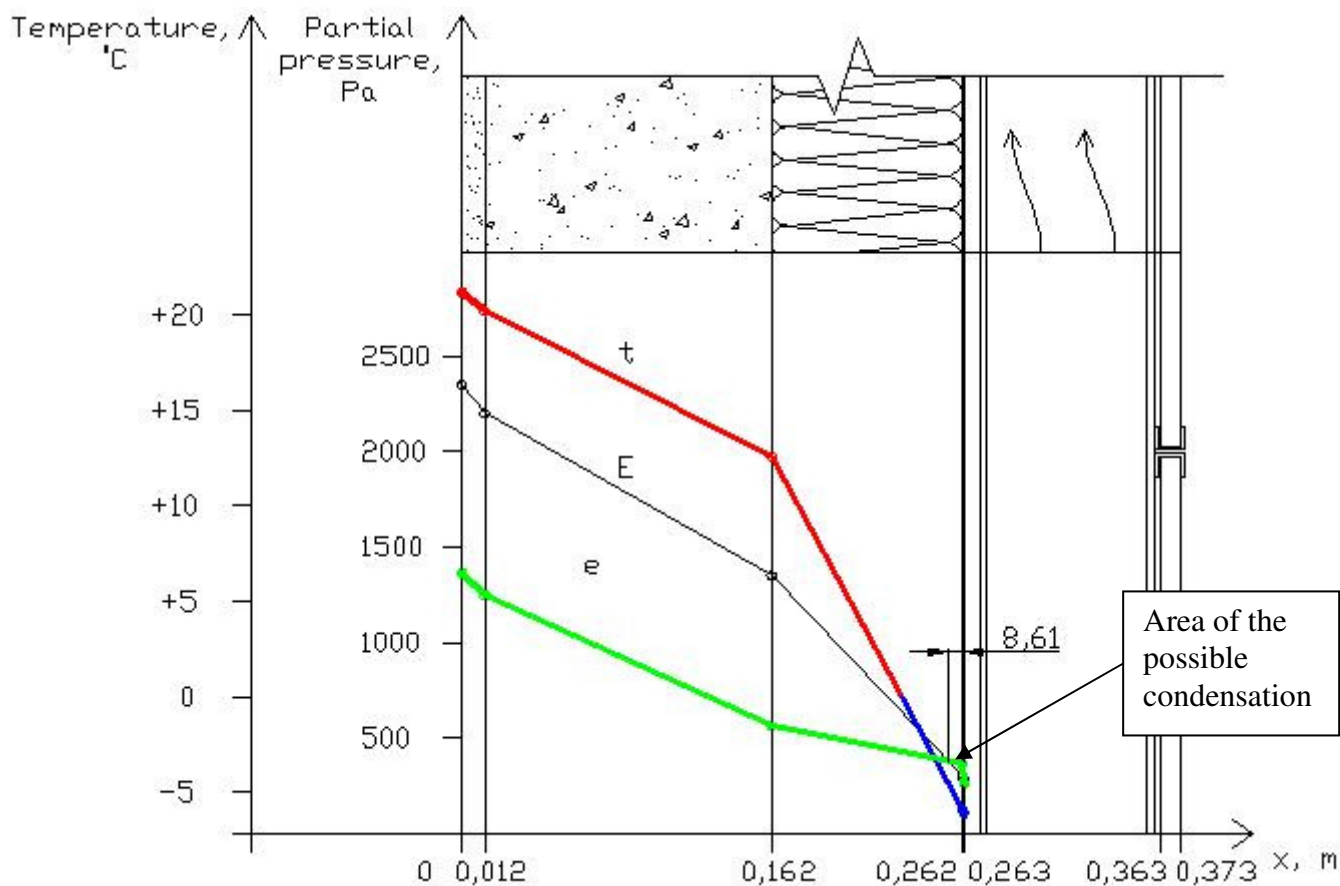 Temperature,
'C
Partial
pressure,
Pa
+20
+15
+10
+5
0
-5
2500
2000
1500
1000
500
t
E
e
8,61
Area of the
possible
condensation
0 0,012 0,162 0,262 0,263 0,363 0,373 x, m